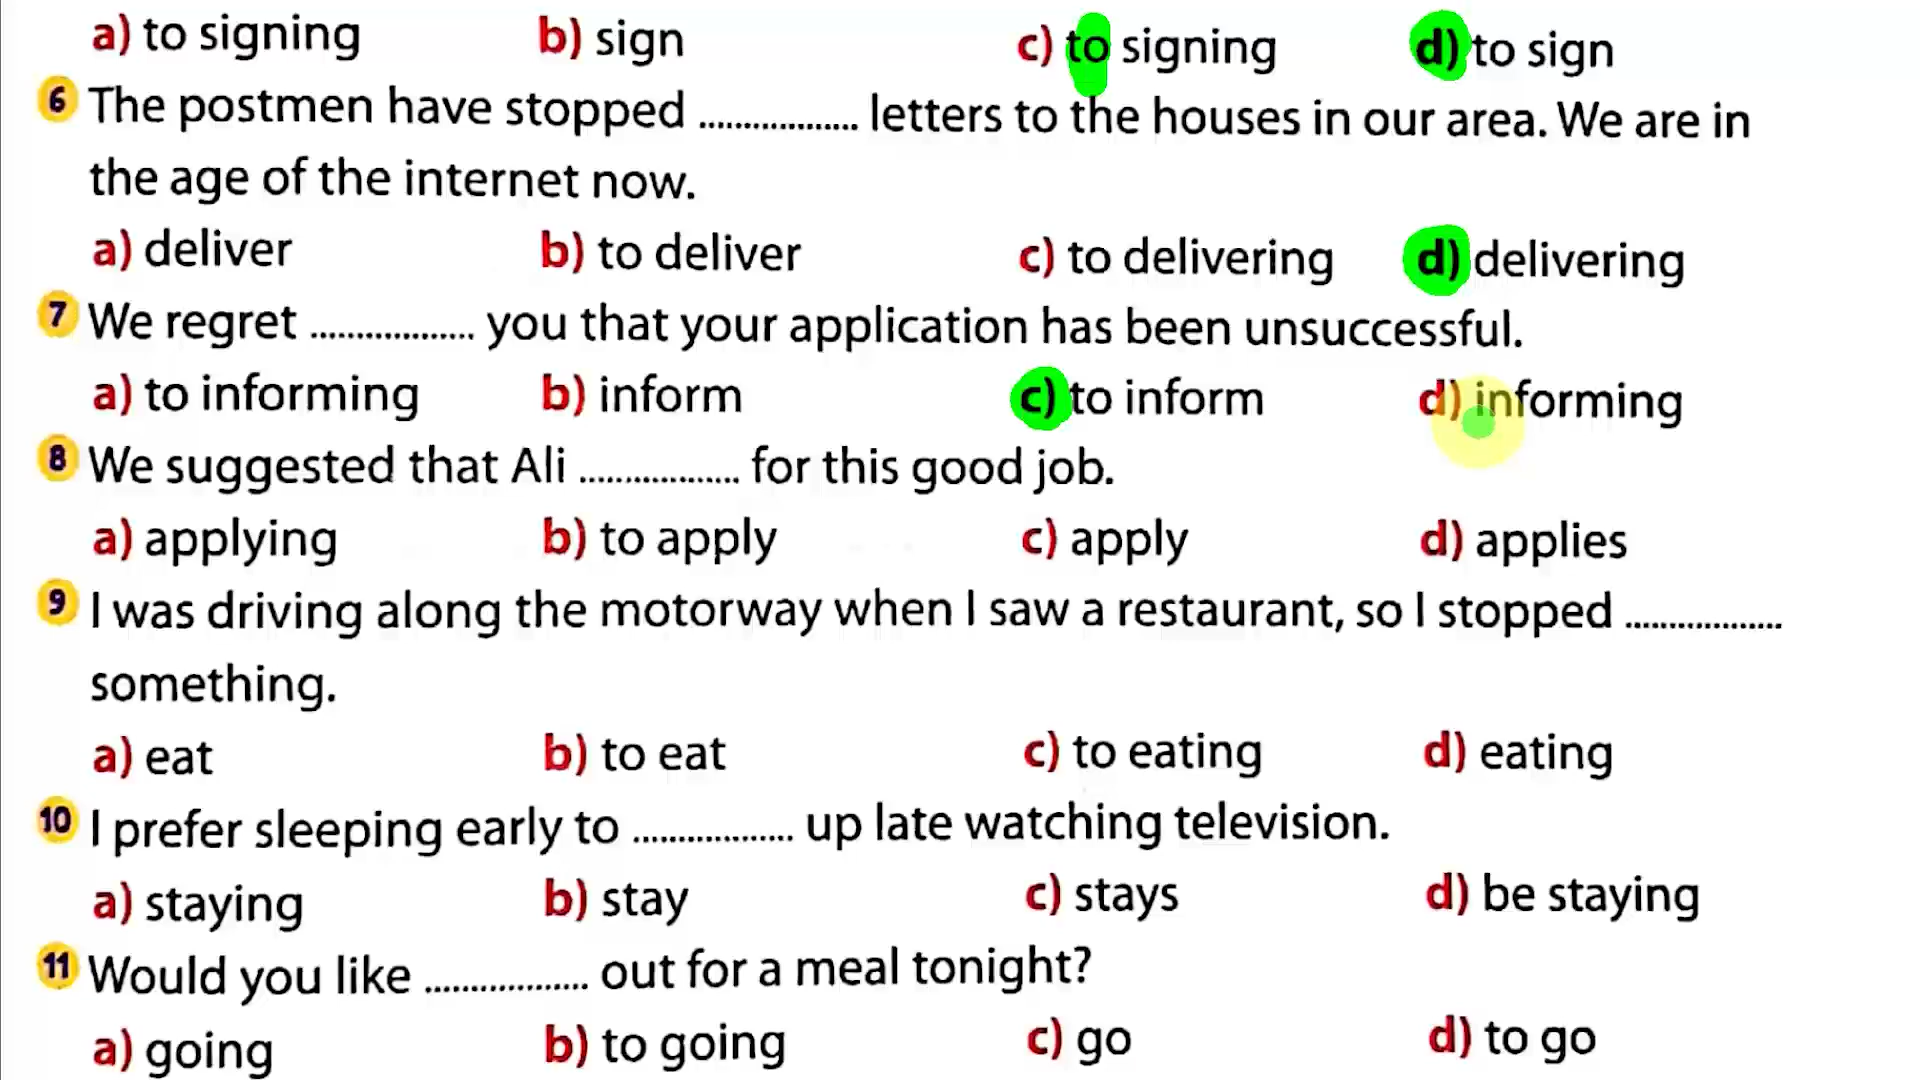 a) to signing b) sign c) to signing d) to sign
6 The postmen have stopped .................. letters to the houses in our area. We are in
the age of the internet now.
a) deliver b) to deliver c) to delivering d) delivering
7 We regret .................. you that your application has been unsuccessful.
a) to informing b) inform c) to inform d) informing
8 We suggested that Ali .................. for this good job.
a) applying b) to apply c) apply d) applies
9 I was driving along the motorway when I saw a restaurant, so I stopped ..................
something.
a) eat b) to eat c) to eating d) eating
10 I prefer sleeping early to .................. up late watching television.
a) staying b) stay c) stays d) be staying
11 Would you like .................. out for a meal tonight?
a) going b) to going c) go d) to go